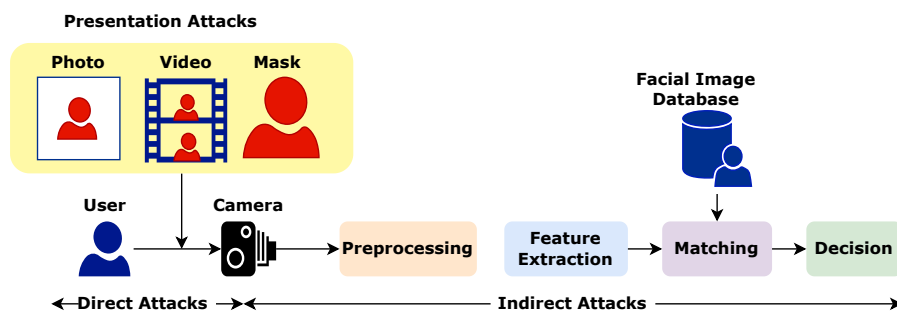 Presentation Attacks
Photo
Video
Mask
Facial Image
Database
User
Camera
Preprocessing
Feature
Extraction
Matching
Decision
Direct Attacks
Indirect Attacks